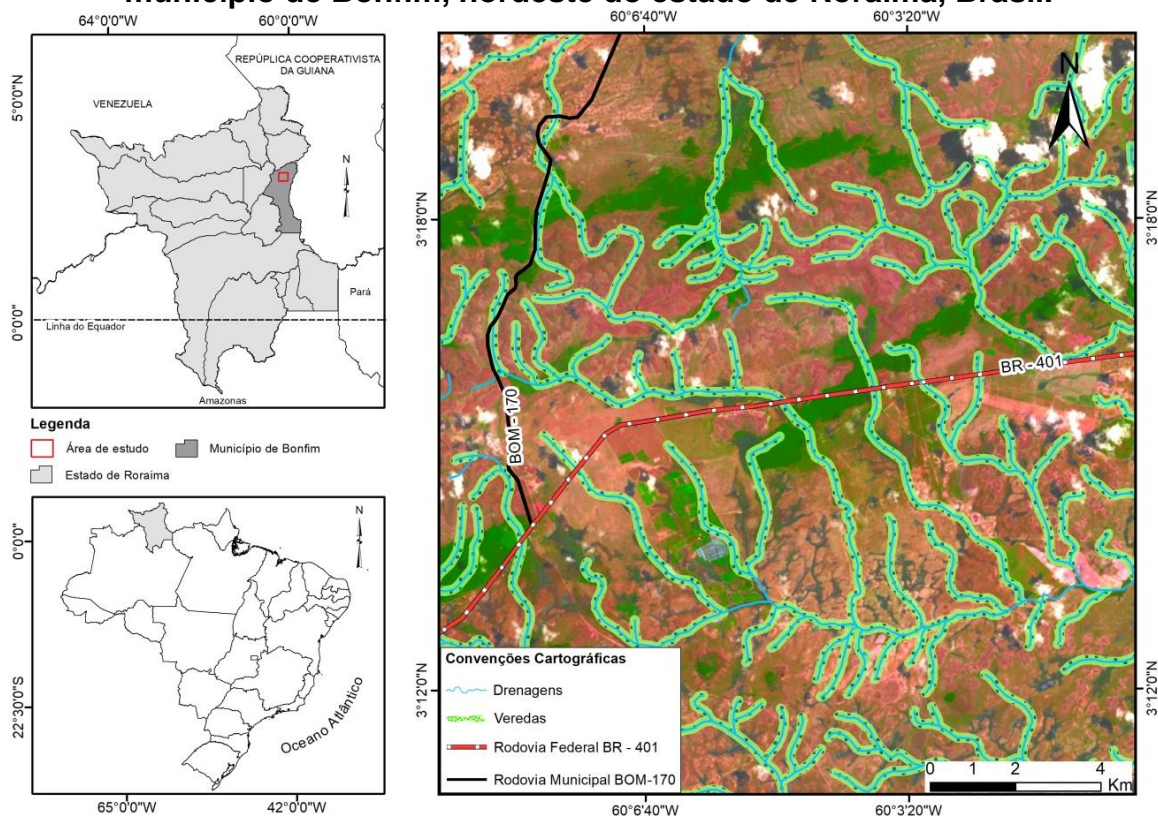 Município de Bonfim, nordeste do estado de Roraima, Brasil.
64°0'0"W
60°0'0"W
5°0'0"N
0°0'0"
REPÚBLICA COOPERATIVISTA
DA GUIANA
VENEZUELA
N
Pará
Linha do Equador
Amazonas
Legenda
Área de estudo
Município de Bonfim
Estado de Roraima
0°0'0"
22°30'0"S
N
Oceano Atlântico
65°0'0"W
42°0'0"W
60°6'40"W
60°3'20"W
3°18'0"N
3°18'0"N
N
BR - 401
BOM - 170
3°12'0"N
3°12'0"N
Convenções Cartográficas
Drenagens
Veredas
Rodovia Federal BR - 401
Rodovia Municipal BOM-170
0 1 2 4
Km
60°6'40"W
60°3'20"W